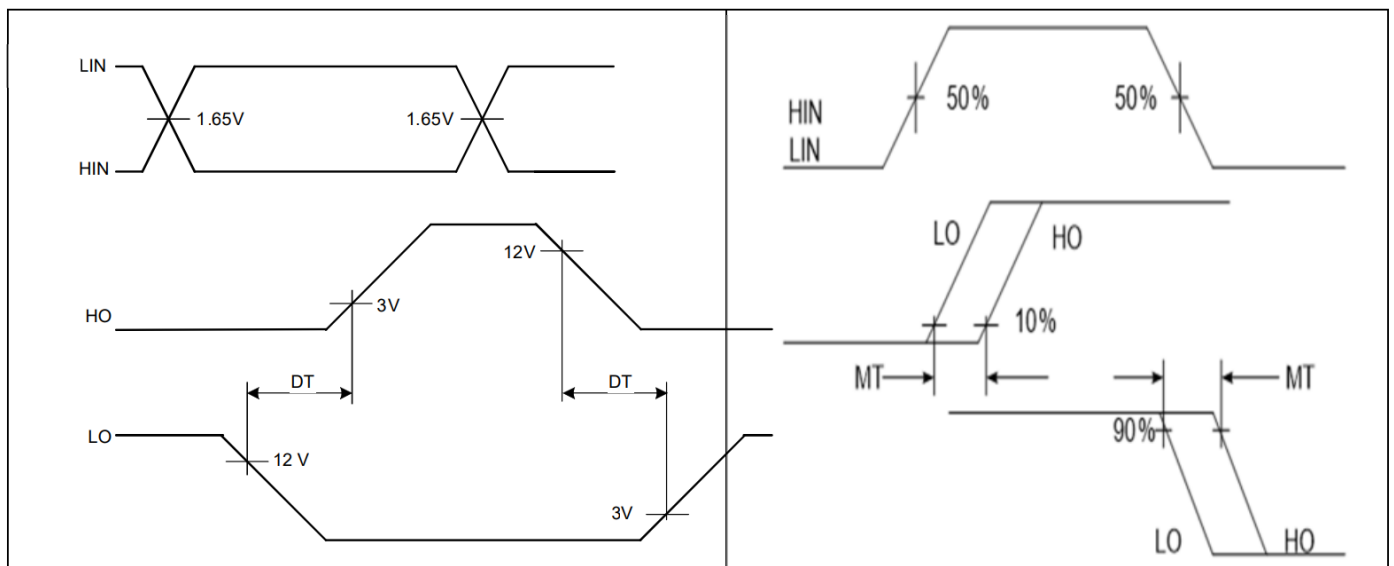 LIN
1.65V
1.65V
HIN
HO
12V
3V
DT
DT
LO
12 V
3V
50%
50%
HIN
LIN
LO
HO
10%
MT
MT
90%
LO
HO